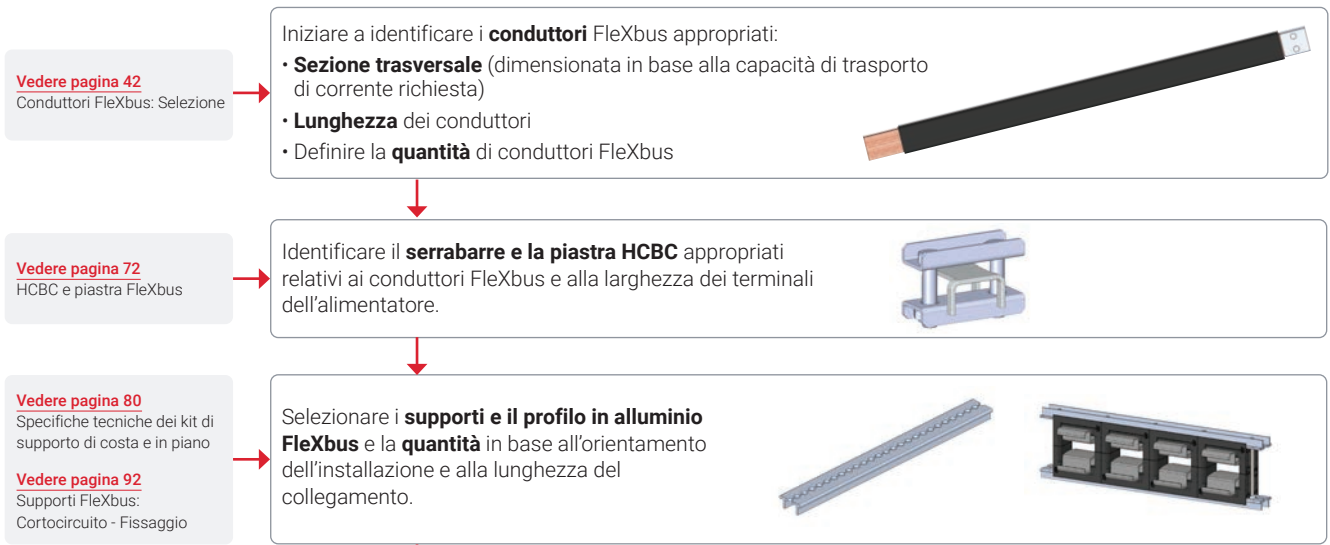 Vedere pagina 42
Conduttori FleXbus: Selezione
Iniziare a identificare i conduttori FleXbus appropriati:
• Sezione trasversale (dimensionata in base alla capacità di trasporto
di corrente richiesta)
• Lunghezza dei conduttori
• Definire la quantità di conduttori FleXbus
Vedere pagina 72
HCBC e piastra FleXbus
Identificare il serrabarre e la piastra HCBC appropriati
relativi ai conduttori FleXbus e alla larghezza dei terminali
dell'alimentatore.
Vedere pagina 80
Specifiche tecniche dei kit di
supporto di costa e in piano
Vedere pagina 92
Supporti FleXbus:
Cortocircuito - Fissaggio
Selezionare i supporti e il profilo in alluminio
FleXbus e la quantità in base all'orientamento
dell'installazione e alla lunghezza del
collegamento.